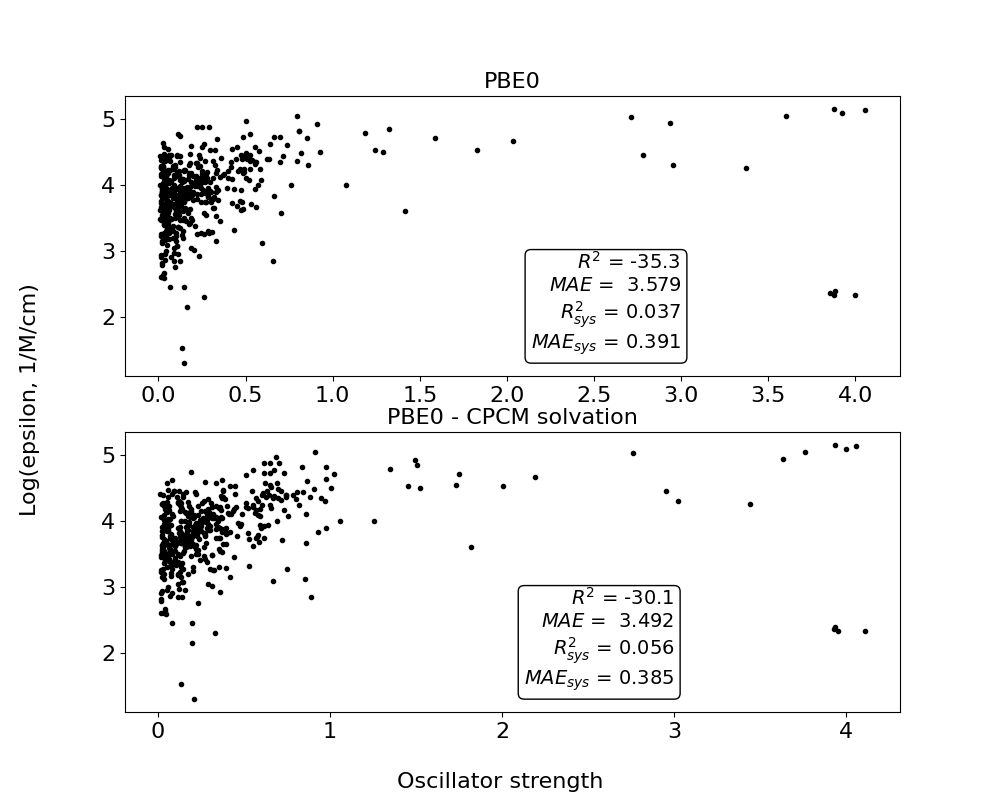 PBE0
5
4
3
2
R² = -35.3
MAE = 3.579
R²sys = 0.037
MAEsys = 0.391
0.0 0.5 1.0 1.5 2.0 2.5 3.0 3.5 4.0
PBE0 - CPCM solvation
Log(epsilon, 1/M/cm)
5
4
3
2
R² = -30.1
MAE = 3.492
R²sys = 0.056
MAEsys = 0.385
0 1 2 3 4
Oscillator strength